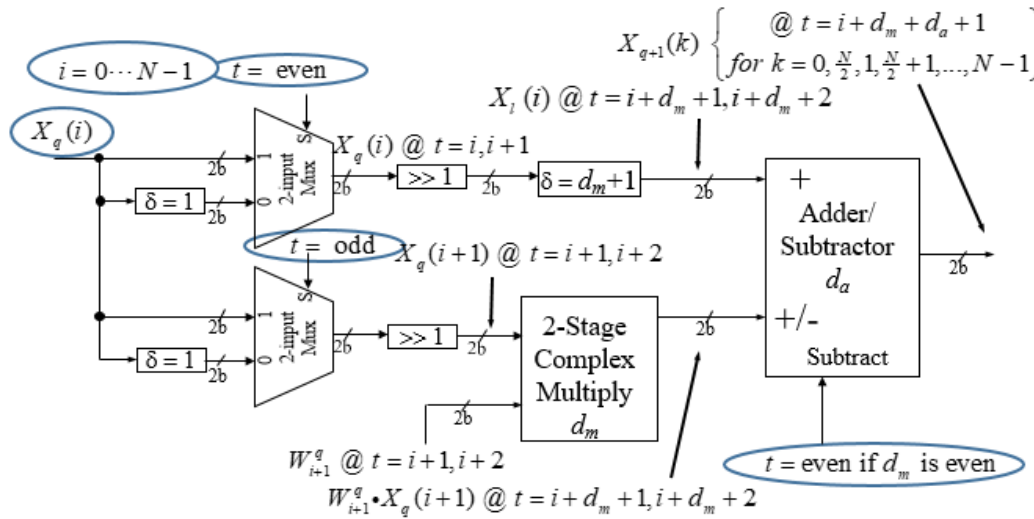 X_{q+1}(k) { @ t = i + d_m + d_a + 1
for k = 0, N/2, 1, N/2 + 1, ..., N − 1
i = 0 ⋯ N − 1
t = even
X_l (i) @ t = i + d_m + 1, i + d_m + 2
X_q (i)
S
X_q (i) @ t = i, i + 1
1
2b
2-input
Mux
2b
>> 1
2b
δ = d_m + 1
2b
+
δ = 1
2b
0
Adder/
Subtractor
d_a
2b
t = odd
X_q (i + 1) @ t = i + 1, i + 2
S
1
2b
2-input
Mux
2b
>> 1
2b
2-Stage
Complex
Multiply
d_m
2b
+/-
Subtract
δ = 1
2b
0
2b
W^q_{i+1} @ t = i + 1, i + 2
t = even if d_m is even
W^q_{i+1} • X_q (i + 1) @ t = i + d_m + 1, i + d_m + 2